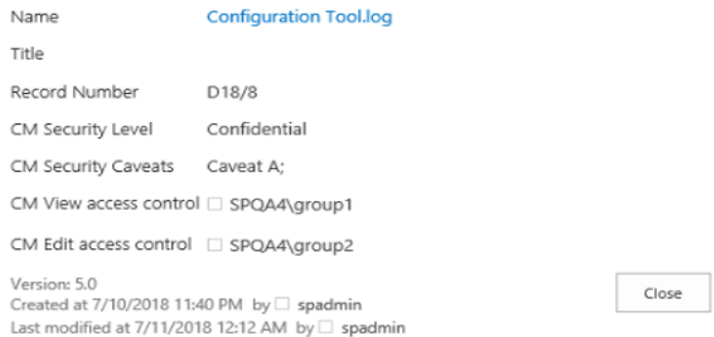 Name Configuration Tool.log
Title
Record Number D18/8
CM Security Level Confidential
CM Security Caveats Caveat A;
CM View access control SPQA4\group1
CM Edit access control SPQA4\group2
Version: 5.0
Created at 7/10/2018 11:40 PM by spadmin
Close
Last modified at 7/11/2018 12:12 AM by spadmin